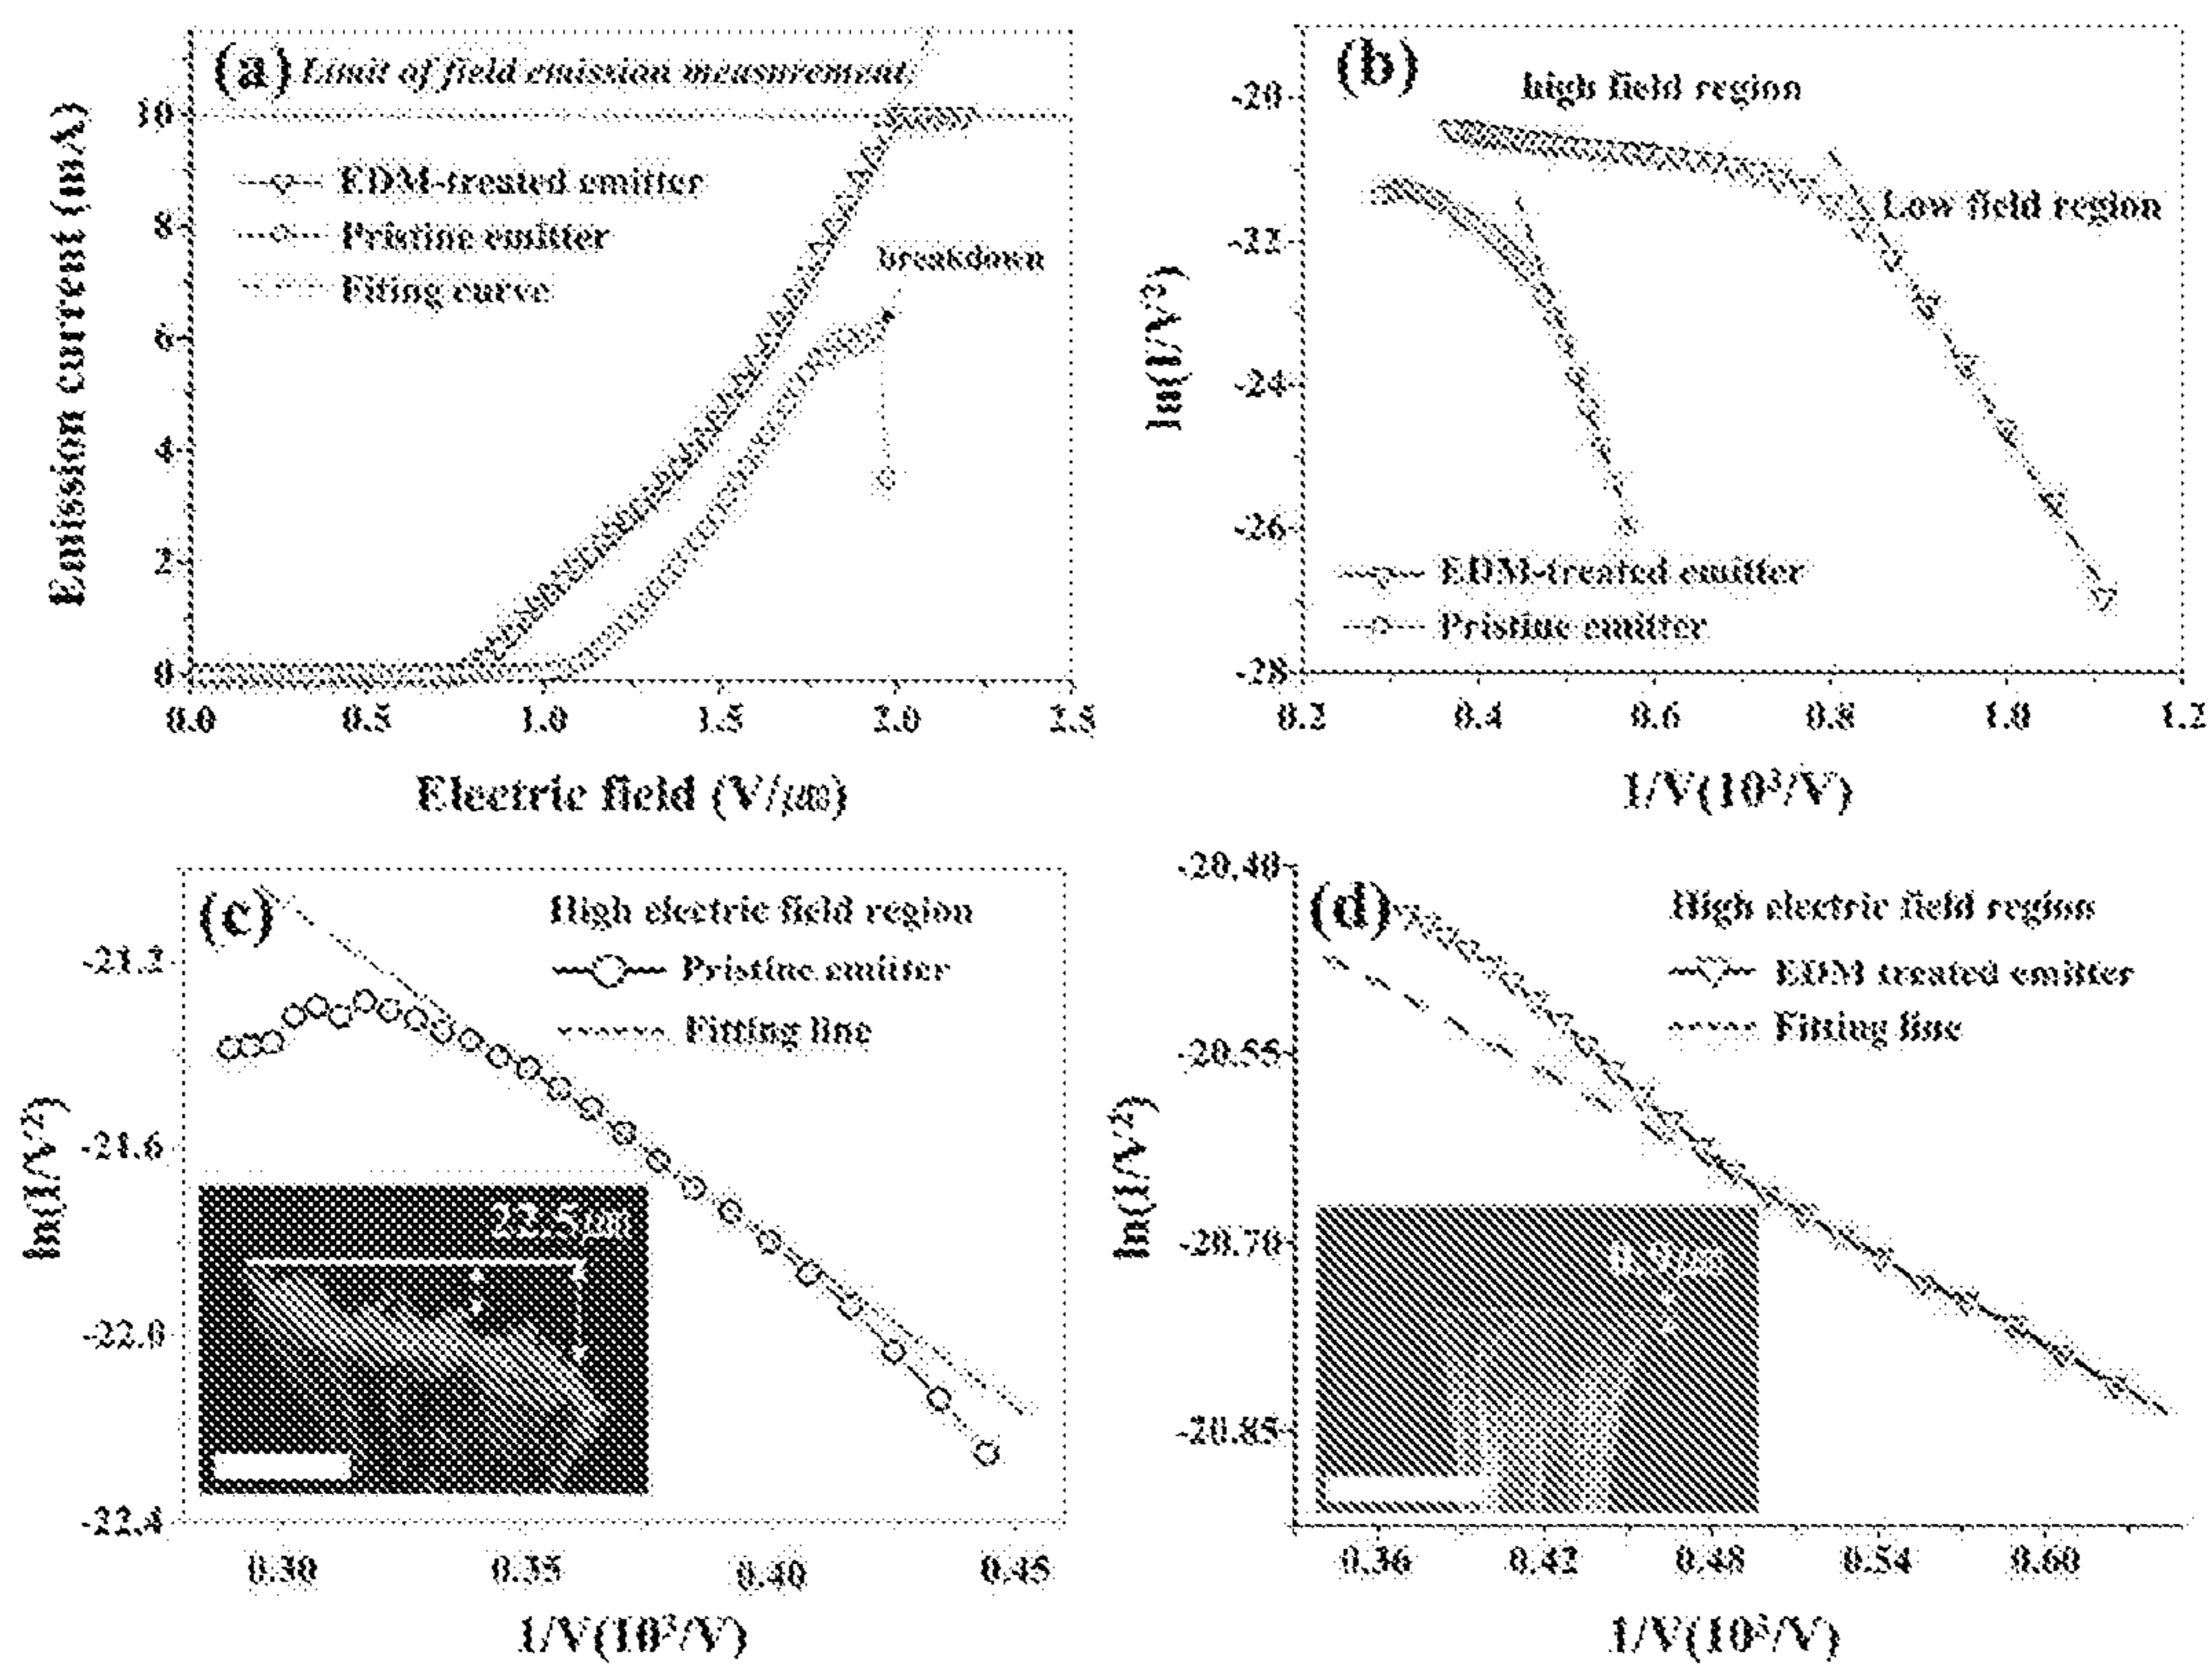 (a) Limit of field emission measurement
Emission current (mA)
10
8
6
4
2
0
EDM-treated emitter
Pristine emitter
Fiting curve
breakdown
0.0 0.5 1.0 1.5 2.0 2.5
Electric field (V/μm)
(b)
high field region
Low field region
ln(I/V²)
-20
-22
-24
-26
-28
EDM-treated emitter
Pristine emitter
0.2 0.4 0.6 0.8 1.0 1.2
1/V(10³/V)
(c)
High electric field region
Pristine emitter
Fitting line
ln(I/V²)
-21.2
-21.6
-22.0
-22.4
22.5μm
0.30 0.35 0.40 0.45
1/V(10³/V)
(d)
High electric field region
EDM treated emitter
Fitting line
ln(I/V²)
-20.40
-20.55
-20.70
-20.85
0.36 0.42 0.48 0.54 0.60
1/V(10³/V)